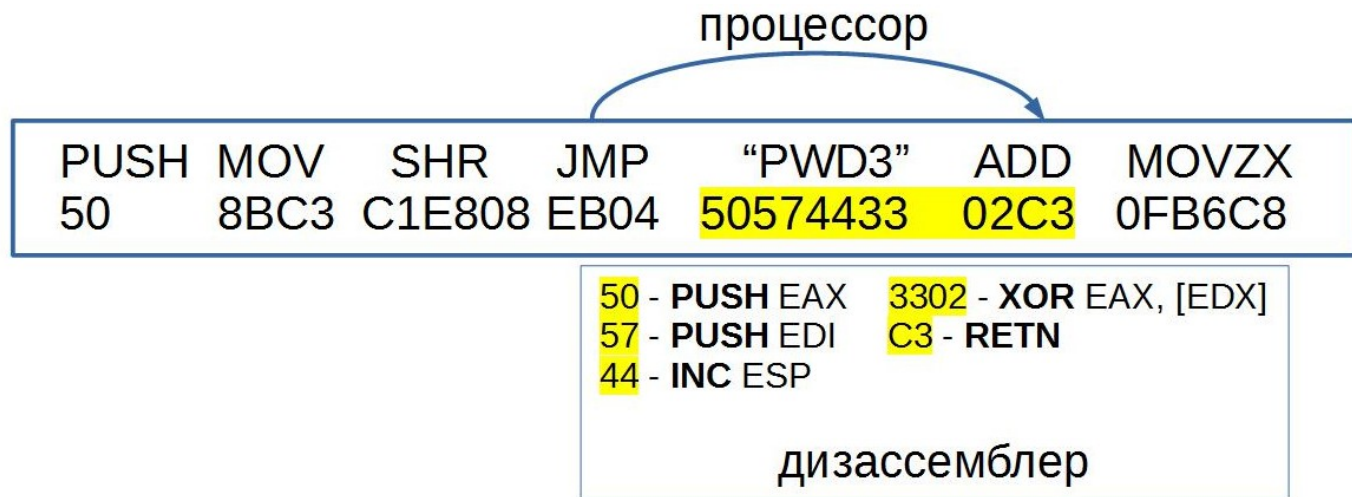 процессор
PUSH MOV SHR JMP “PWD3” ADD MOVZX
50 8BC3 C1E808 EB04 50574433 02C3 0FB6C8
50 - PUSH EAX 3302 - XOR EAX, [EDX]
57 - PUSH EDI C3 - RETN
44 - INC ESP
дизассемблер